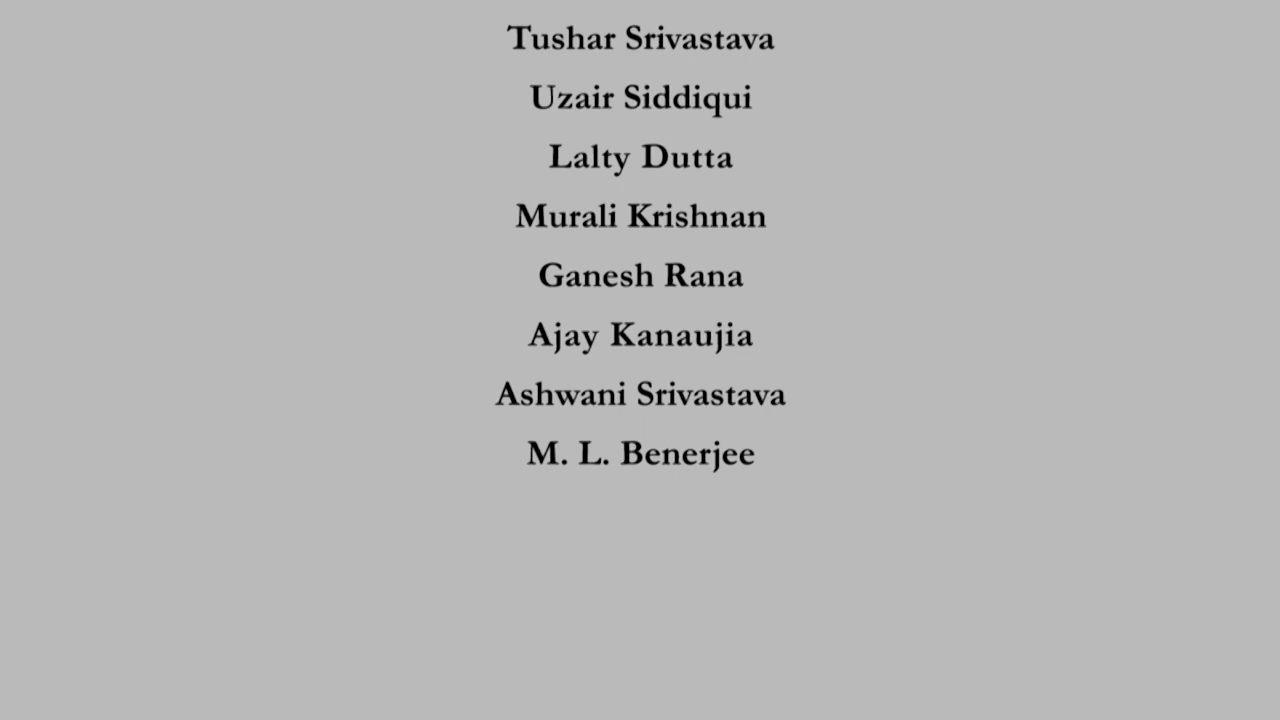 Tushar Srivastava
Uzair Siddiqui
Lalty Dutta
Murali Krishnan
Ganesh Rana
Ajay Kanaujia
Ashwani Srivastava
M. L. Benerjee